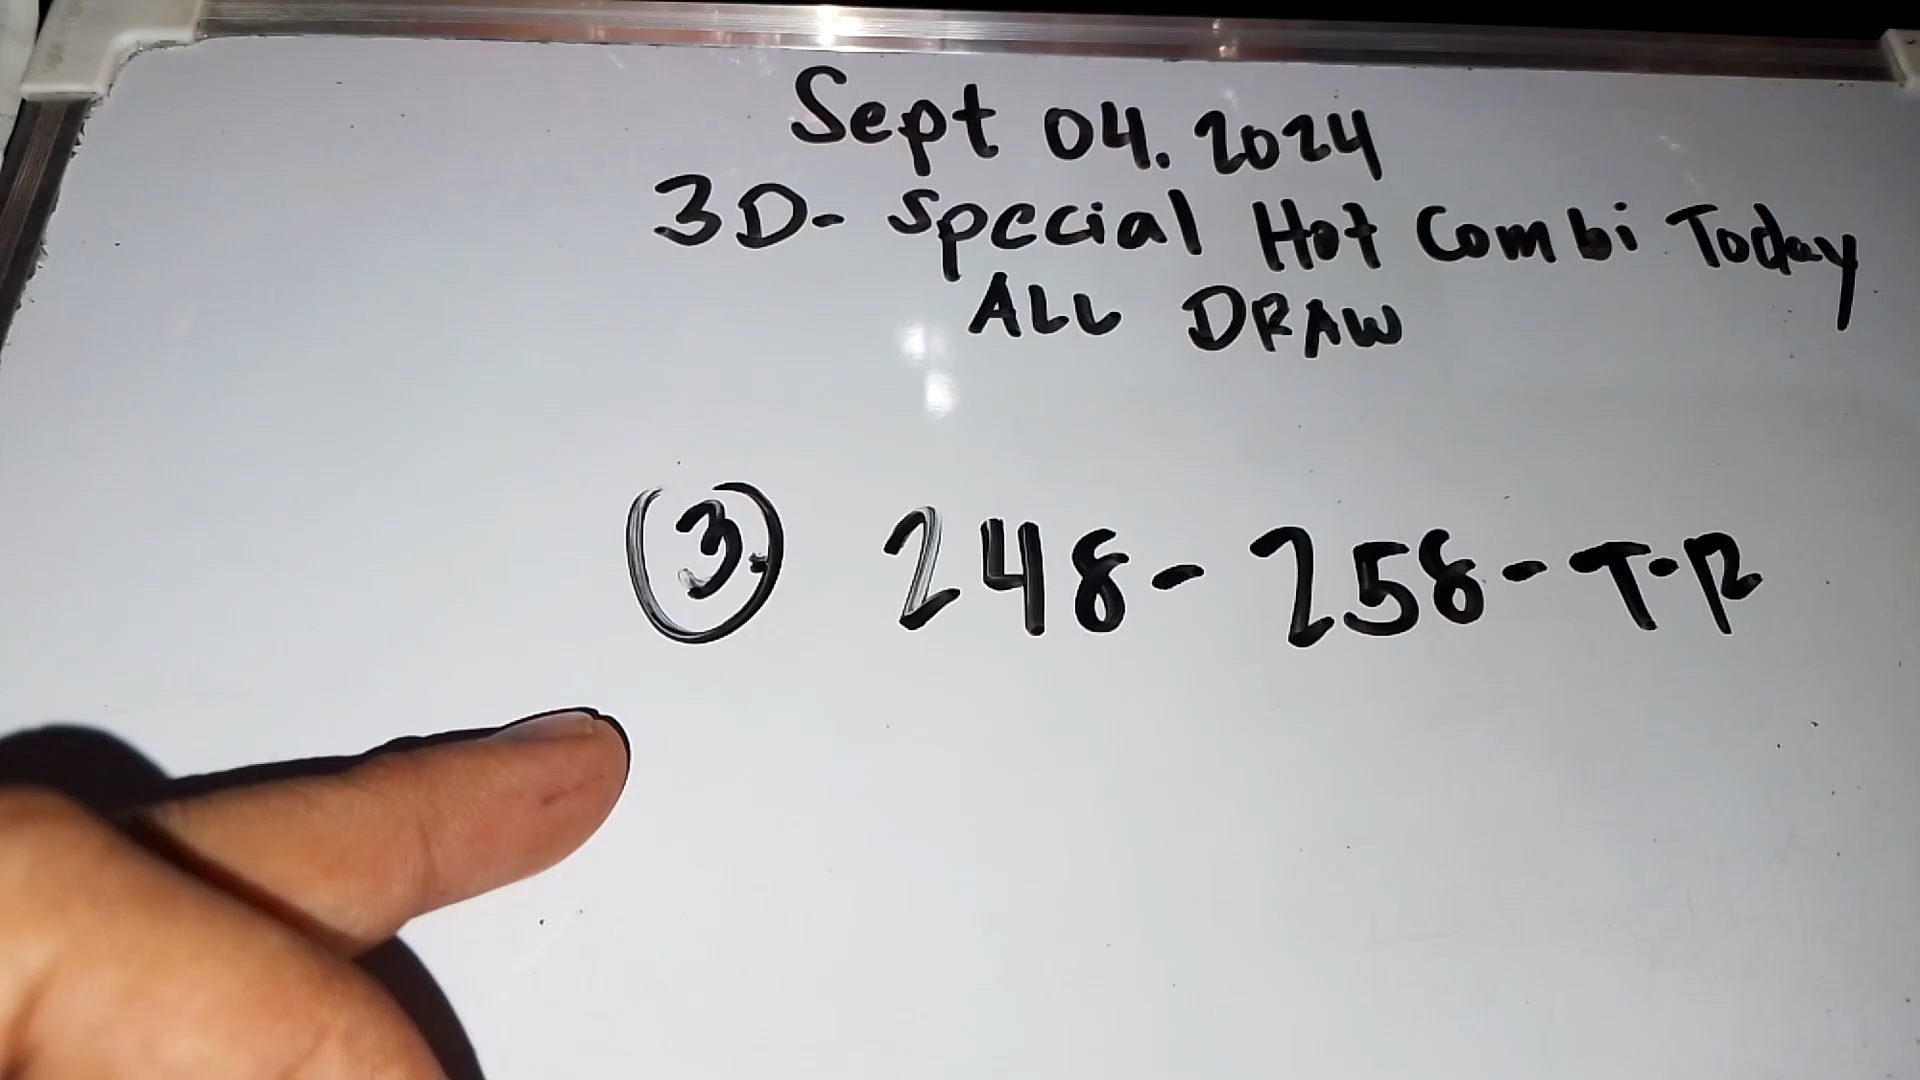 Sept 04. 2024
3D- Special Hot Combi Today
ALL DRAW
3. 248- 258- T-R